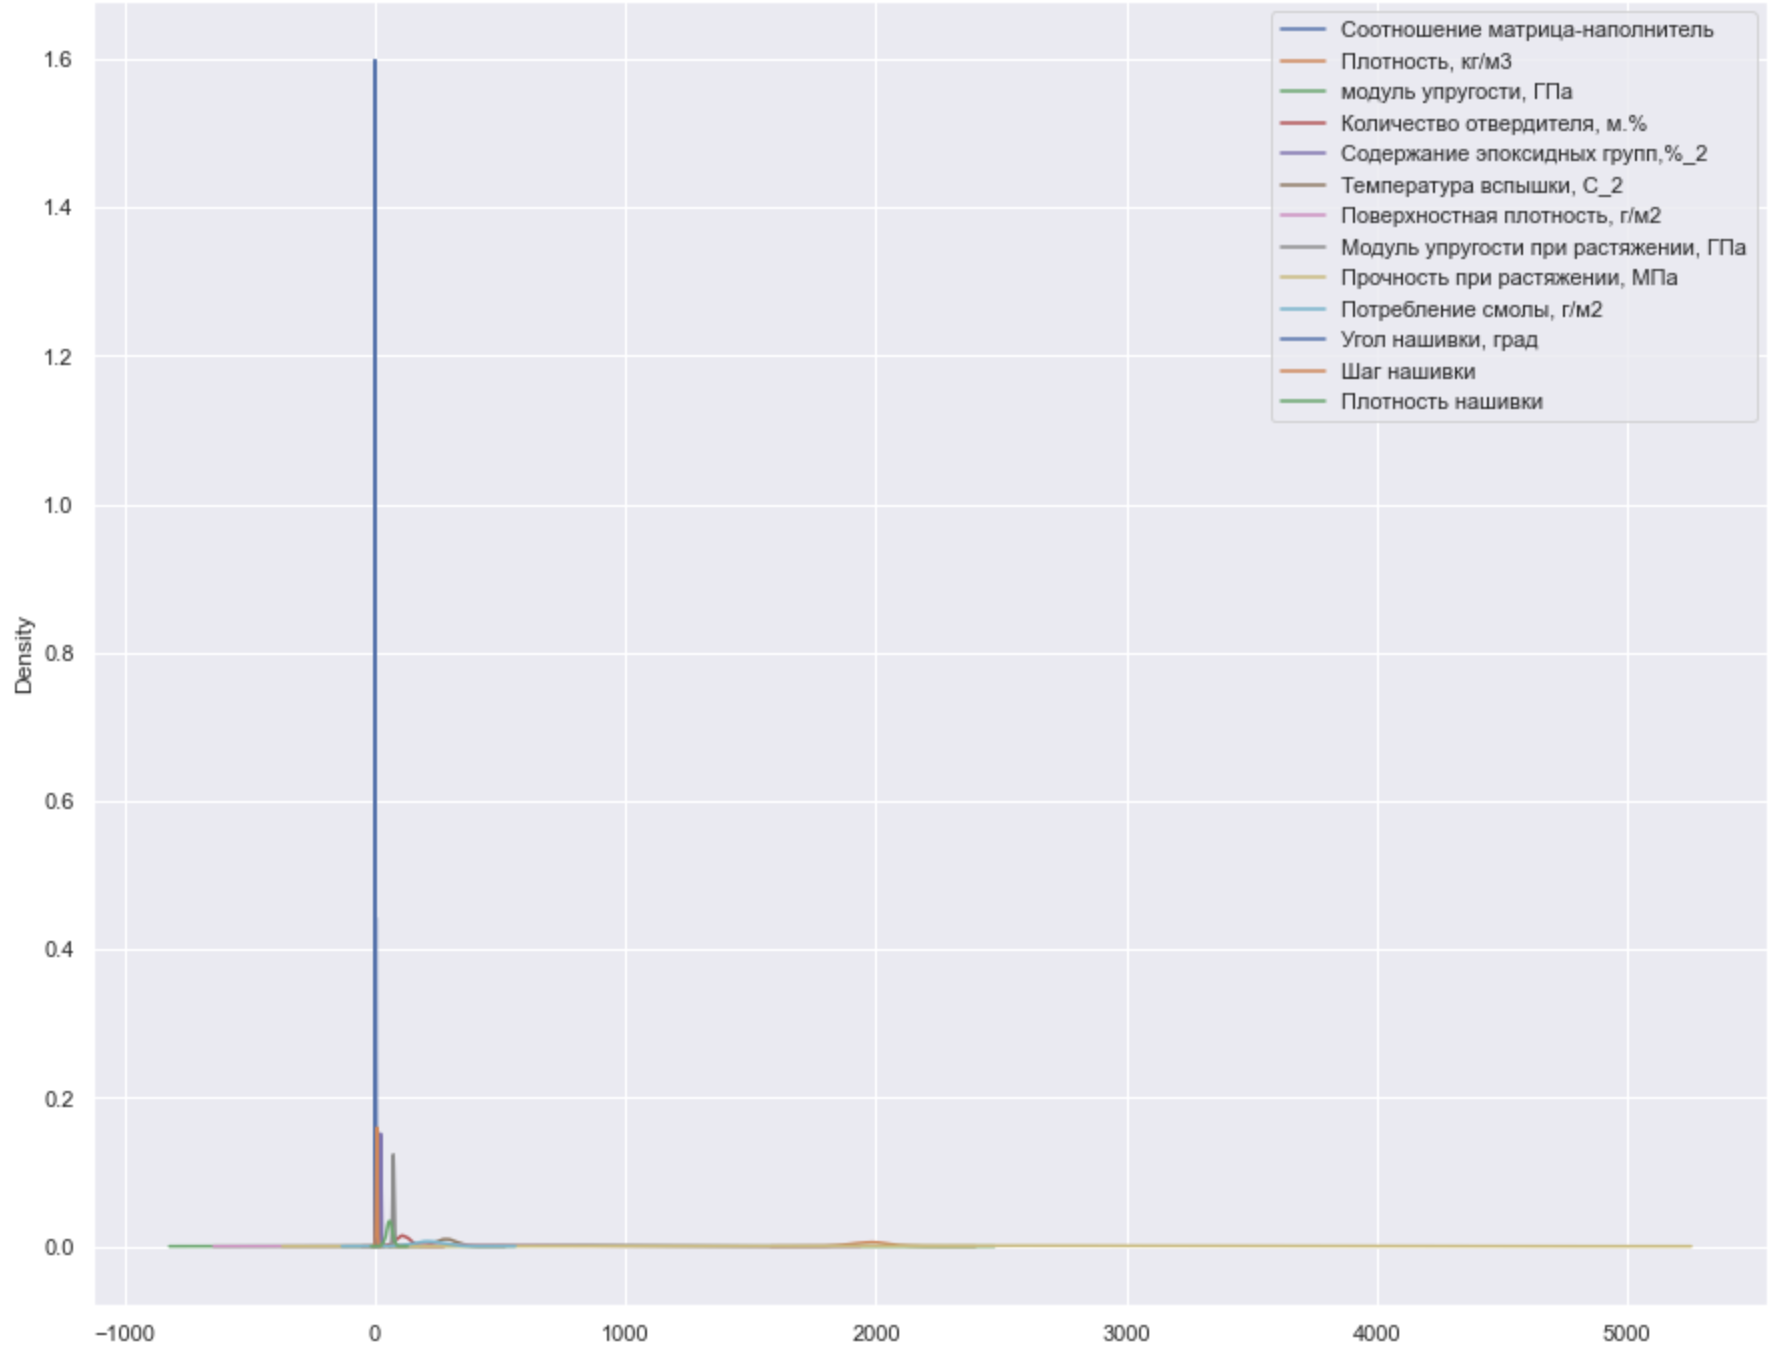 Соотношение матрица-наполнитель
Плотность, кг/м3
модуль упругости, ГПа
Количество отвердителя, м.%
Содержание эпоксидных групп,%_2
Температура вспышки, С_2
Поверхностная плотность, г/м2
Модуль упругости при растяжении, ГПа
Прочность при растяжении, МПа
Потребление смолы, г/м2
Угол нашивки, град
Шаг нашивки
Плотность нашивки
1.6
1.4
1.2
1.0
0.8
0.6
0.4
0.2
0.0
Density
−1000 0 1000 2000 3000 4000 5000